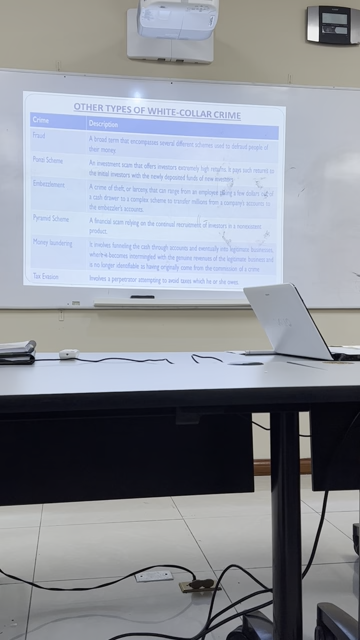 OTHER TYPES OF WHITE-COLLAR CRIME
Crime Description
Fraud A broad term that encompasses several different schemes used to defraud people of
their money.
Ponzi Scheme An investment scam that offers investors extremely high returns. It pays such returns to
the initial investors with the newly deposited funds of new investors.
Embezzlement A crime of theft, or larceny that can range from an employee taking a few dollars out of
a cash drawer to a complex scheme to transfer millions from a company's accounts to
the embezzler's accounts.
Pyramid Scheme A financial scam relying on the continual recruitment of investors in a nonexistent
product.
Money laundering It involves funneling the cash through accounts and eventually into legitimate businesses,
where it becomes intermingled with the genuine revenues of the legitimate business and
is no longer identifiable as having originally come from the commission of a crime
Tax Evasion Involves a perpetrator attempting to avoid taxes which he or she owes.